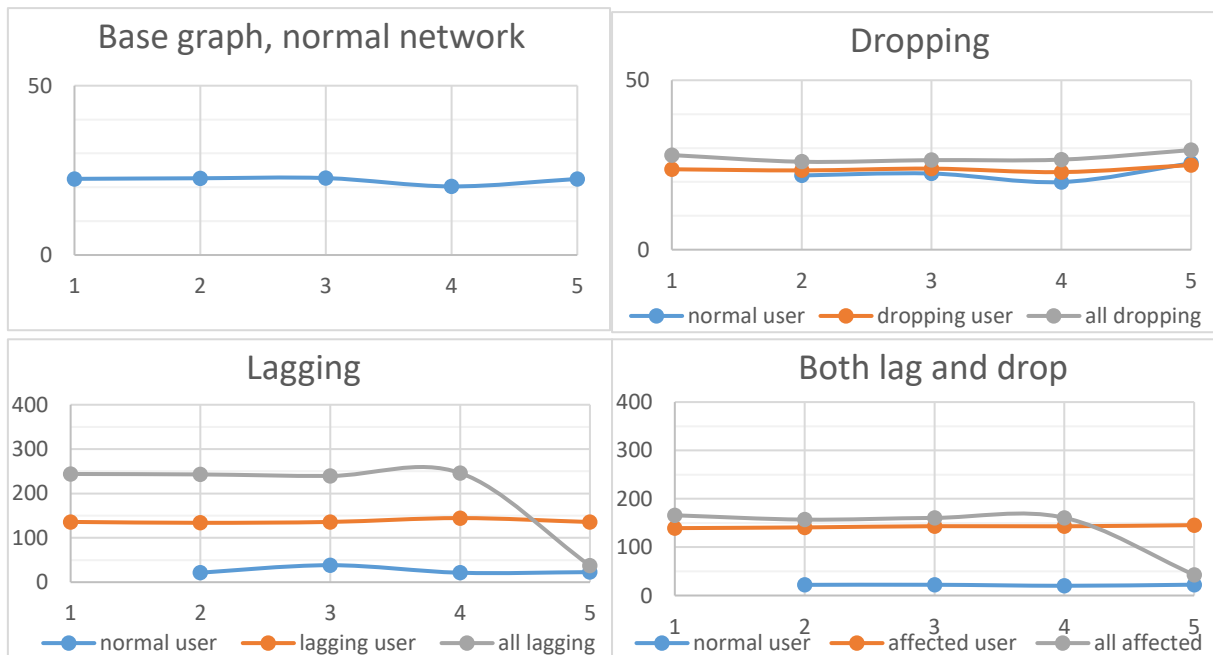 Base graph, normal network
50
0
1 2 3 4 5
Dropping
50
0
1 2 3 4 5
normal user dropping user all dropping
Lagging
400
300
200
100
0
1 2 3 4 5
normal user lagging user all lagging
Both lag and drop
400
300
200
100
0
1 2 3 4 5
normal user affected user all affected